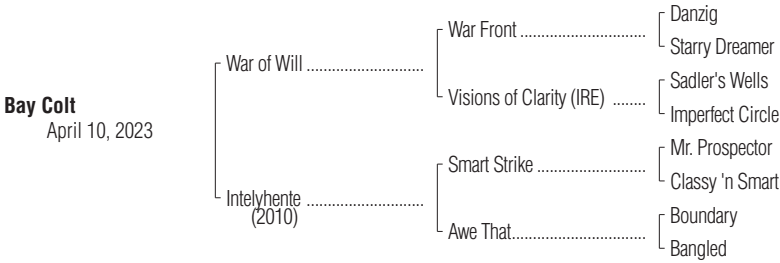 Danzig
War Front ..............................
Starry Dreamer
War of Will ............................
Sadler's Wells
Visions of Clarity (IRE) ........
Imperfect Circle
Bay Colt
April 10, 2023
Mr. Prospector
Smart Strike ..........................
Classy 'n Smart
Intelyhente ............................
(2010)
Boundary
Awe That................................
Bangled